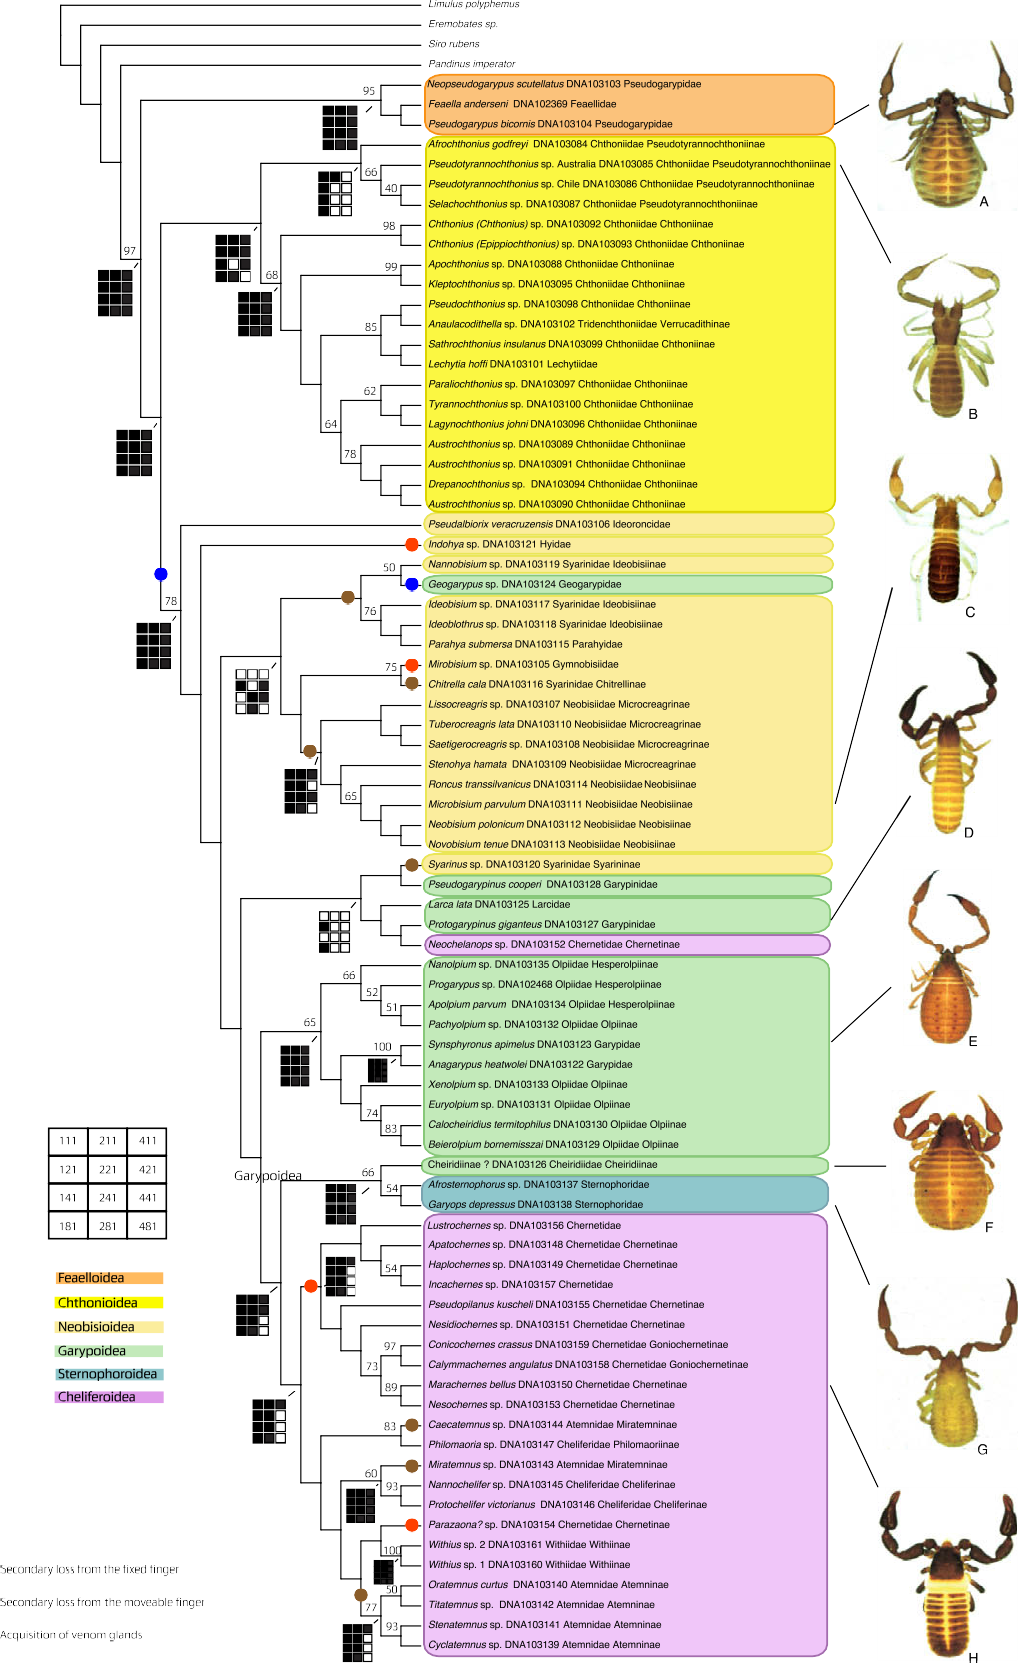 Limulus polyphemus
Eremobates sp.
Siro rubens
Pandinus imperator
Neopseudogarypus scutellatus DNA103103 Pseudogarypidae
95
Feaella anderseni DNA102369 Feaellidae
Pseudogarypus bicornis DNA103104 Pseudogarypidae
Afrochthonius godfreyi DNA103084 Chthoniidae Pseudotyrannochthoniinae
Pseudotyrannochthonius sp. Australia DNA103085 Chthoniidae Pseudotyrannochthoniinae
66
Pseudotyrannochthonius sp. Chile DNA103086 Chthoniidae Pseudotyrannochthoniinae
40
Selachochthonius sp. DNA103087 Chthoniidae Pseudotyrannochthoniinae
A
Chthonius (Chthonius) sp. DNA103092 Chthoniidae Chthoniinae
98
Chthonius (Epippiochthonius) sp. DNA103093 Chthoniidae Chthoniinae
97
Apochthonius sp. DNA103088 Chthoniidae Chthoniinae
99
68
Kleptochthonius sp. DNA103095 Chthoniidae Chthoniinae
Pseudochthonius sp. DNA103098 Chthoniidae Chthoniinae
Anaulacodithella sp. DNA103102 Tridenchthoniidae Verrucadithinae
85
Sathrochthonius insulanus DNA103099 Chthoniidae Chthoniinae
Lechytia hoffi DNA103101 Lechytiidae
Paraliochthonius sp. DNA103097 Chthoniidae Chthoniinae
62
Tyrannochthonius sp. DNA103100 Chthoniidae Chthoniinae
B
Lagynochthonius johni DNA103096 Chthoniidae Chthoniinae
64
Austrochthonius sp. DNA103089 Chthoniidae Chthoniinae
78
Austrochthonius sp. DNA103091 Chthoniidae Chthoniinae
Drepanochthonius sp. DNA103094 Chthoniidae Chthoniinae
Austrochthonius sp. DNA103090 Chthoniidae Chthoniinae
Pseudalbiorix veracruzensis DNA103106 Ideoroncidae
Indohya sp. DNA103121 Hyidae
Nannobisium sp. DNA103119 Syarinidae Ideobisiinae
50
Geogarypus sp. DNA103124 Geogarypidae
78
Ideobisium sp. DNA103117 Syarinidae Ideobisiinae
76
C
Ideoblothrus sp. DNA103118 Syarinidae Ideobisiinae
Parahya submersa DNA103115 Parahyidae
Mirobisium sp. DNA103105 Gymnobisiidae
75
Chitrella cala DNA103116 Syarinidae Chitrellinae
Lissocreagris sp. DNA103107 Neobisiidae Microcreagrinae
Tuberocreagris lata DNA103110 Neobisiidae Microcreagrinae
Saetigerocreagris sp. DNA103108 Neobisiidae Microcreagrinae
Stenohya hamata DNA103109 Neobisiidae Microcreagrinae
Roncus transsilvanicus DNA103114 Neobisiidae Neobisiinae
65
Microbisium parvulum DNA103111 Neobisiidae Neobisiinae
Neobisium polonicum DNA103112 Neobisiidae Neobisiinae
D
Novobisium tenue DNA103113 Neobisiidae Neobisiinae
Syarinus sp. DNA103120 Syarinidae Syarininae
Pseudogarypinus cooperi DNA103128 Garypinidae
Larca lata DNA103125 Larcidae
Protogarypinus giganteus DNA103127 Garypinidae
Neochelanops sp. DNA103152 Chernetidae Chernetinae
Nanolpium sp. DNA103135 Olpiidae Hesperolpiinae
66
Progarypus sp. DNA102468 Olpiidae Hesperolpiinae
52
Apolpium parvum DNA103134 Olpiidae Hesperolpiinae
51
Pachyolpium sp. DNA103132 Olpiidae Olpiinae
65
Synsphyronus apimelus DNA103123 Garypidae
100
E
Anagarypus heatwolei DNA103122 Garypidae
Xenolpium sp. DNA103133 Olpiidae Olpiinae
Euryolpium sp. DNA103131 Olpiidae Olpiinae
74
Calocheiridius termitophilus DNA103130 Olpiidae Olpiinae
83
Beierolpium bornemisszai DNA103129 Olpiidae Olpiinae
111 211 411
121 221 421
141 241 441
181 281 481
Cheiridiinae ? DNA103126 Cheiridiidae Cheiridiinae
Garypoidea
66
Afrosternophorus sp. DNA103137 Sternophoridae
54
Garyops depressus DNA103138 Sternophoridae
F
Lustrochernes sp. DNA103156 Chernetidae
Apatochernes sp. DNA103148 Chernetidae Chernetinae
Haplochernes sp. DNA103149 Chernetidae Chernetinae
54
Incachernes sp. DNA103157 Chernetidae
Feaelloidea
Chthonioidea
Neobisioidea
Garypoidea
Sternophoroidea
Cheliferoidea
Pseudopilanus kuscheli DNA103155 Chernetidae Chernetinae
Nesidiochernes sp. DNA103151 Chernetidae Chernetinae
Conicochernes crassus DNA103159 Chernetidae Goniochernetinae
97
Calymmachernes angulatus DNA103158 Chernetidae Goniochernetinae
73
Marachernes bellus DNA103150 Chernetidae Chernetinae
89
Nesochernes sp. DNA103153 Chernetidae Chernetinae
Caecatemnus sp. DNA103144 Atemnidae Miratemninae
83
Philomaoria sp. DNA103147 Cheliferidae Philomaoriinae
G
Miratemnus sp. DNA103143 Atemnidae Miratemninae
60
Nannochelifer sp. DNA103145 Cheliferidae Cheliferinae
93
Protochelifer victorianus DNA103146 Cheliferidae Cheliferinae
Parazaona? sp. DNA103154 Chernetidae Chernetinae
Withius sp. 2 DNA103161 Withiidae Withiinae
100
Withius sp. 1 DNA103160 Withiidae Withiinae
Oratemnus curtus DNA103140 Atemnidae Atemninae
50
Titatemnus sp. DNA103142 Atemnidae Atemninae
77
Stenatemnus sp. DNA103141 Atemnidae Atemninae
93
Cyclatemnus sp. DNA103139 Atemnidae Atemninae
H
Secondary loss from the fixed finger
Secondary loss from the moveable finger
Acquisition of venom glands